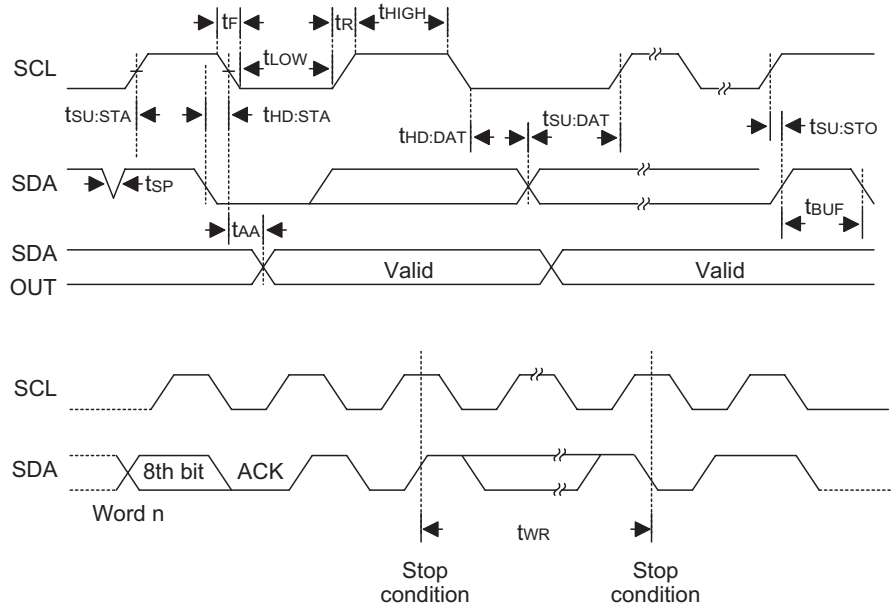 tF tR tHIGH
SCL tLOW
tSU:STA tHD:STA tHD:DAT tSU:DAT tSU:STO
SDA tSP tBUF
tAA
SDA
OUT Valid Valid
SCL
SDA 8th bit ACK
Word n
tWR
Stop condition Stop condition